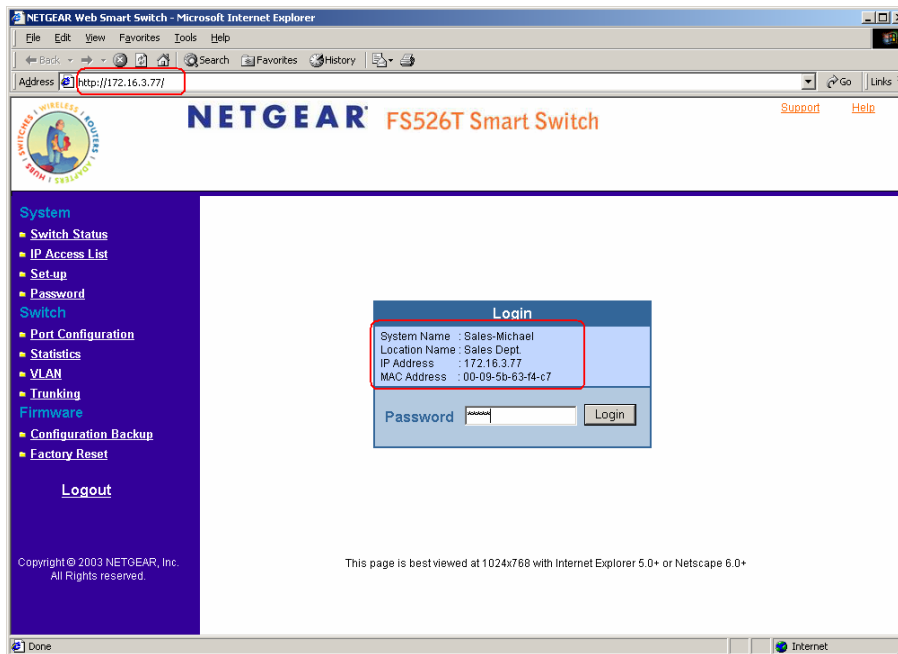 NETGEAR Web Smart Switch - Microsoft Internet Explorer
File Edit View Favorites Tools Help
Back Search Favorites History
Address http://172.16.3.77/ Go Links
WIRELESS ROUTERS ADAPTERS HUBS SWITCHES
NETGEAR FS526T Smart Switch
Support Help
System
Switch Status
IP Access List
Set-up
Password
Switch
Port Configuration
Statistics
VLAN
Trunking
Firmware
Configuration Backup
Factory Reset
Logout
Copyright © 2003 NETGEAR, Inc.
All Rights reserved.
Login
System Name : Sales-Michael
Location Name : Sales Dept.
IP Address : 172.16.3.77
MAC Address : 00-09-5b-63-f4-c7
Password ***** Login
This page is best viewed at 1024x768 with Internet Explorer 5.0+ or Netscape 6.0+
Done Internet